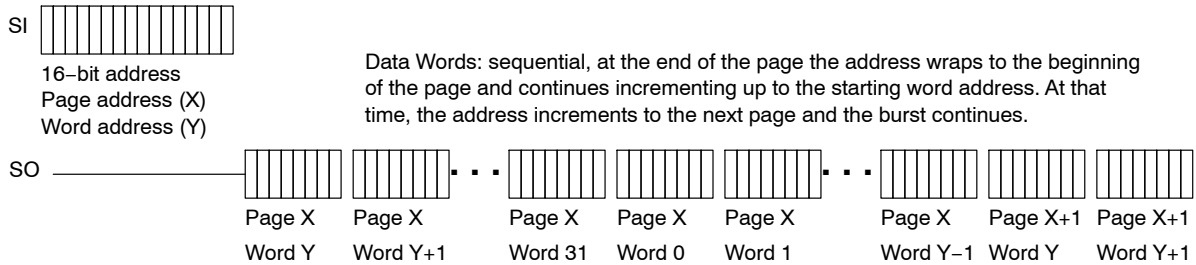 SI
16−bit address
Page address (X)
Word address (Y)
Data Words: sequential, at the end of the page the address wraps to the beginning
of the page and continues incrementing up to the starting word address. At that
time, the address increments to the next page and the burst continues.
SO
Page X Page X Page X Page X Page X Page X Page X+1 Page X+1
Word Y Word Y+1 Word 31 Word 0 Word 1 Word Y−1 Word Y Word Y+1